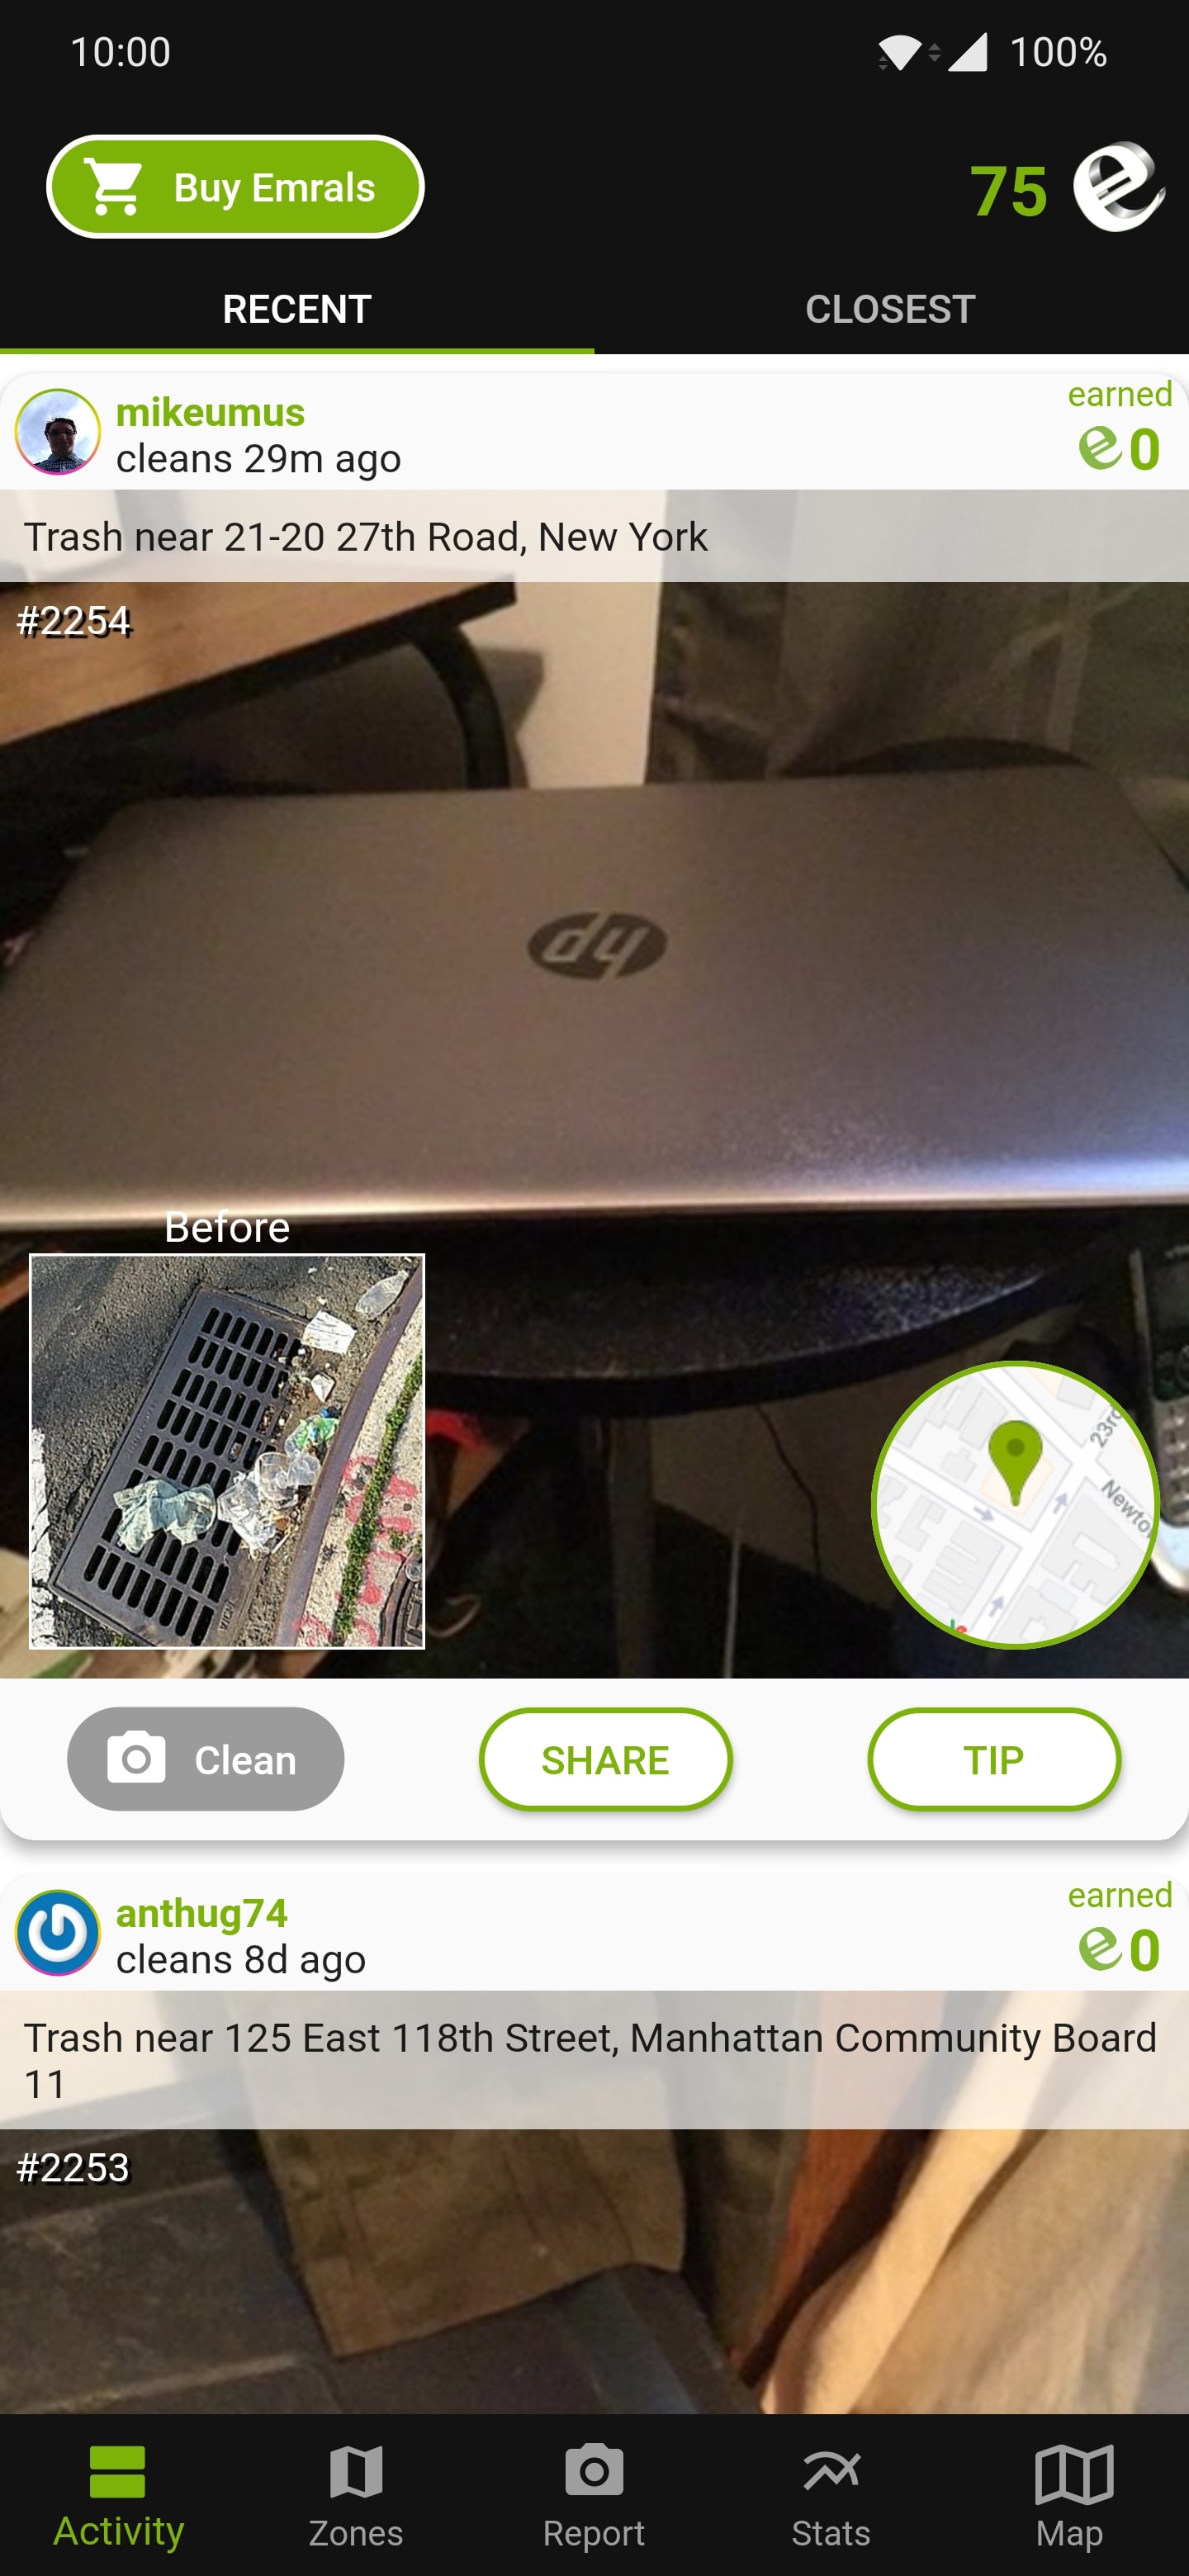 10:00
100%
Buy Emrals
75
RECENT
CLOSEST
mikeumus
cleans 29m ago
earned
0
Trash near 21-20 27th Road, New York
#2254
hp
Before
23rd
Newto
Clean
SHARE
TIP
anthug74
cleans 8d ago
earned
0
Trash near 125 East 118th Street, Manhattan Community Board
11
#2253
Activity
Zones
Report
Stats
Map